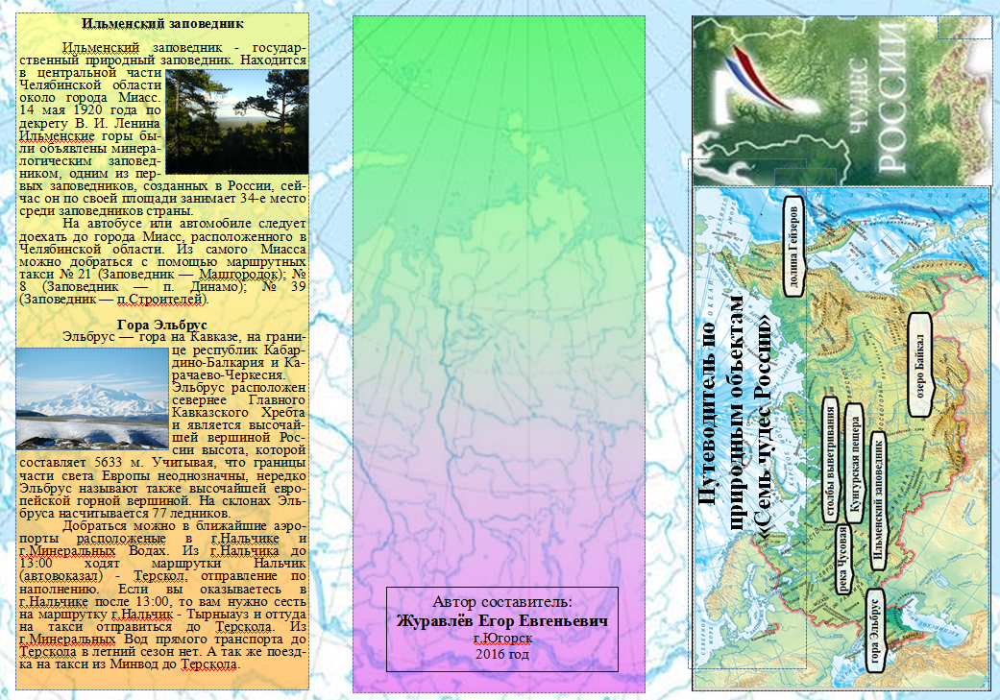 Ильменский заповедник
Ильменский заповедник - государ-
ственный природный заповедник. Находится
в центральной части
Челябинской области
около города Миасс.
14 мая 1920 года по
декрету В. И. Ленина
Ильменские горы бы-
ли объявлены минера-
логическим заповед-
ником, одним из пер-
вых заповедников, созданных в России, сей-
час он по своей площади занимает 34-е место
среди заповедников страны.
На автобусе или автомобиле следует
доехать до города Миасс, расположенного в
Челябинской области. Из самого Миасса
можно добраться с помощью маршрутных
такси № 21 (Заповедник — Машгородок); №
8 (Заповедник — п. Динамо); № 39
(Заповедник — п.Строителей).
Гора Эльбрус
Эльбрус — гора на Кавказе, на грани-
це республик Кабар-
дино-Балкария и Ка-
рачаево-Черкесия.
Эльбрус расположен
севернее Главного
Кавказского Хребта
и является высочай-
шей вершиной Рос-
сии высота, которой
составляет 5633 м. Учитывая, что границы
части света Европы неоднозначны, нередко
Эльбрус называют также высочайшей евро-
пейской горной вершиной. На склонах Эль-
бруса насчитывается 77 ледников.
Добраться можно в ближайшие аэро-
порты расположеные в г.Нальчике и
г.Минеральных Водах. Из г.Нальчика до
13:00 ходят маршрутки Нальчик
(автовокзал) - Терскол, отправление по
наполнению. Если вы оказываетесь в
г.Нальчике после 13:00, то вам нужно сесть
на маршрутку г.Нальчик - Тырныауз и оттуда
на такси отправиться до Терскола. Из
г.Минеральных Вод прямого транспорта до
Терскола в летний сезон нет. А так же поезд-
ка на такси из Минвод до Терскола.
Автор составитель:
Журавлёв Егор Евгеньевич
г.Югорск
2016 год
7
ЧУДЕС
РОССИИ
Путеводитель по
природным объектам
«Семь чудес России»
долина Гейзеров
озеро Байкал
столбы выветривания
Кунгурская пещера
Ильменский заповедник
река Чусовая
гора Эльбрус